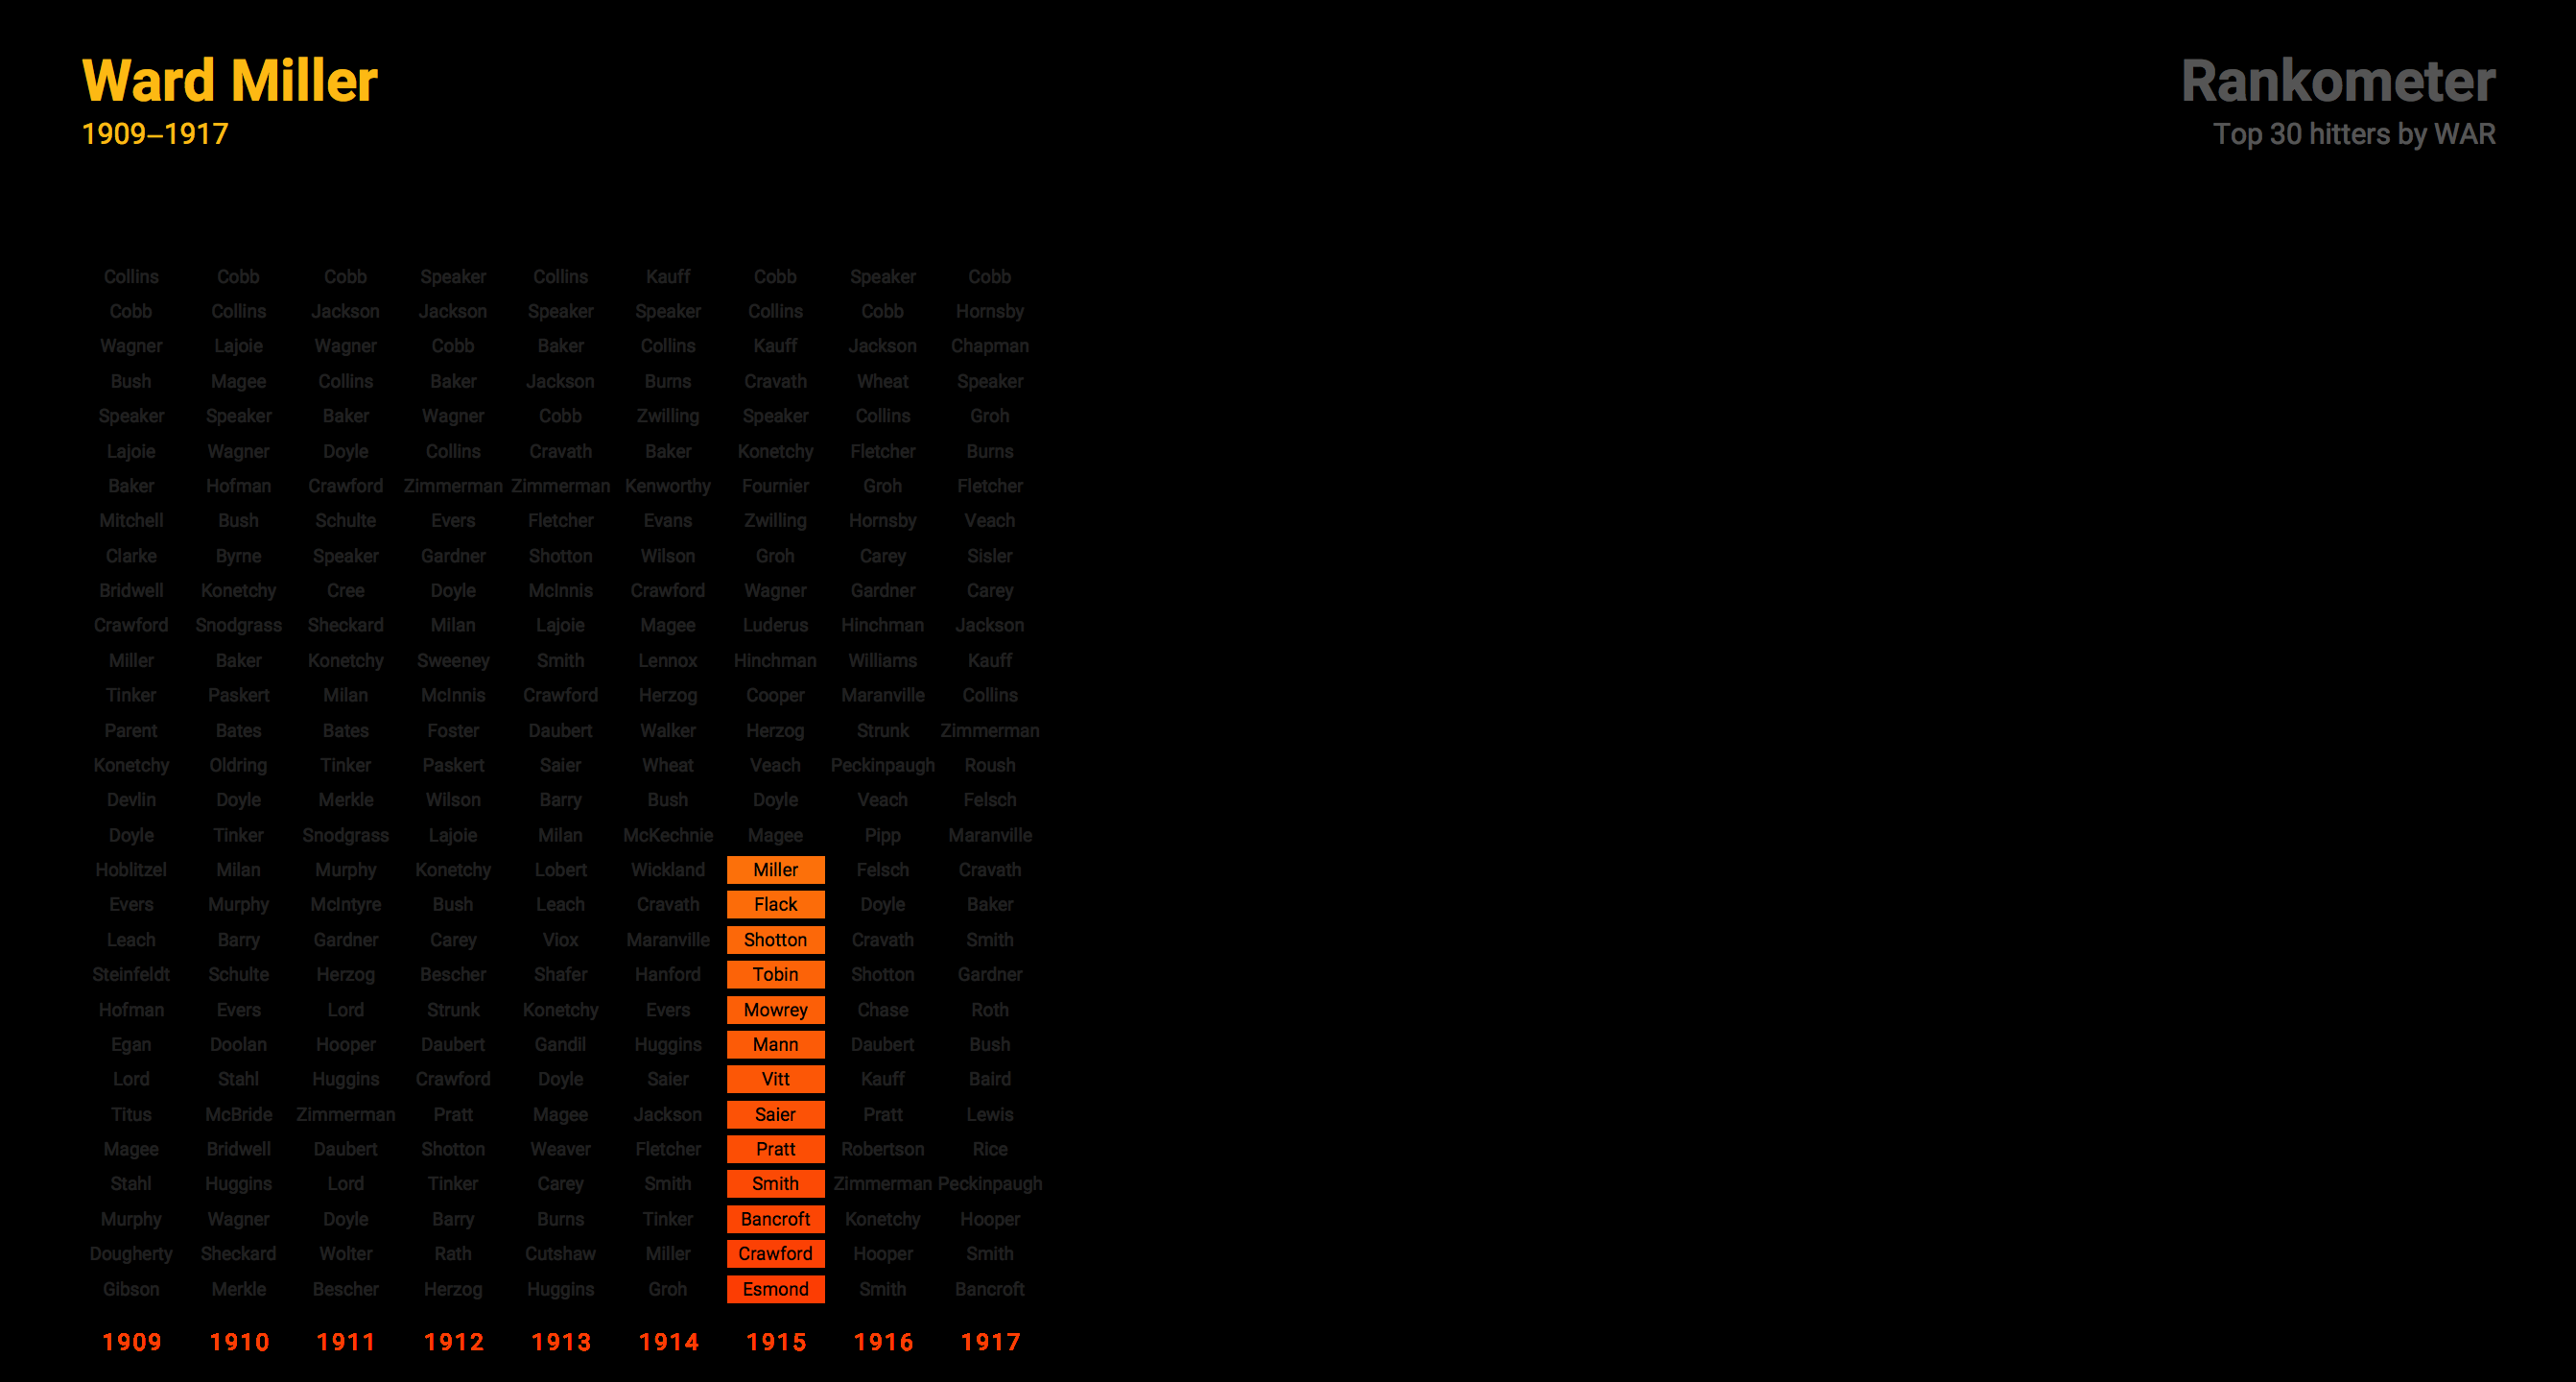 Ward Miller
1909–1917
Rankometer
Top 30 hitters by WAR
Collins Cobb Cobb Speaker Collins Kauff Cobb Speaker Cobb
Cobb Collins Jackson Jackson Speaker Speaker Collins Cobb Hornsby
Wagner Lajoie Wagner Cobb Baker Collins Kauff Jackson Chapman
Bush Magee Collins Baker Jackson Burns Cravath Wheat Speaker
Speaker Speaker Baker Wagner Cobb Zwilling Speaker Collins Groh
Lajoie Wagner Doyle Collins Cravath Baker Konetchy Fletcher Burns
Baker Hofman Crawford Zimmerman Zimmerman Kenworthy Fournier Groh Fletcher
Mitchell Bush Schulte Evers Fletcher Evans Zwilling Hornsby Veach
Clarke Byrne Speaker Gardner Shotton Wilson Groh Carey Sisler
Bridwell Konetchy Cree Doyle McInnis Crawford Wagner Gardner Carey
Crawford Snodgrass Sheckard Milan Lajoie Magee Luderus Hinchman Jackson
Miller Baker Konetchy Sweeney Smith Lennox Hinchman Williams Kauff
Tinker Paskert Milan McInnis Crawford Herzog Cooper Maranville Collins
Parent Bates Bates Foster Daubert Walker Herzog Strunk Zimmerman
Konetchy Oldring Tinker Paskert Saier Wheat Veach Peckinpaugh Roush
Devlin Doyle Merkle Wilson Barry Bush Doyle Veach Felsch
Doyle Tinker Snodgrass Lajoie Milan McKechnie Magee Pipp Maranville
Hoblitzel Milan Murphy Konetchy Lobert Wickland Miller Felsch Cravath
Evers Murphy McIntyre Bush Leach Cravath Flack Doyle Baker
Leach Barry Gardner Carey Viox Maranville Shotton Cravath Smith
Steinfeldt Schulte Herzog Bescher Shafer Hanford Tobin Shotton Gardner
Hofman Evers Lord Strunk Konetchy Evers Mowrey Chase Roth
Egan Doolan Hooper Daubert Gandil Huggins Mann Daubert Bush
Lord Stahl Huggins Crawford Doyle Saier Vitt Kauff Baird
Titus McBride Zimmerman Pratt Magee Jackson Saier Pratt Lewis
Magee Bridwell Daubert Shotton Weaver Fletcher Pratt Robertson Rice
Stahl Huggins Lord Tinker Carey Smith Smith Zimmerman Peckinpaugh
Murphy Wagner Doyle Barry Burns Tinker Bancroft Konetchy Hooper
Dougherty Sheckard Wolter Rath Cutshaw Miller Crawford Hooper Smith
Gibson Merkle Bescher Herzog Huggins Groh Esmond Smith Bancroft
1909 1910 1911 1912 1913 1914 1915 1916 1917